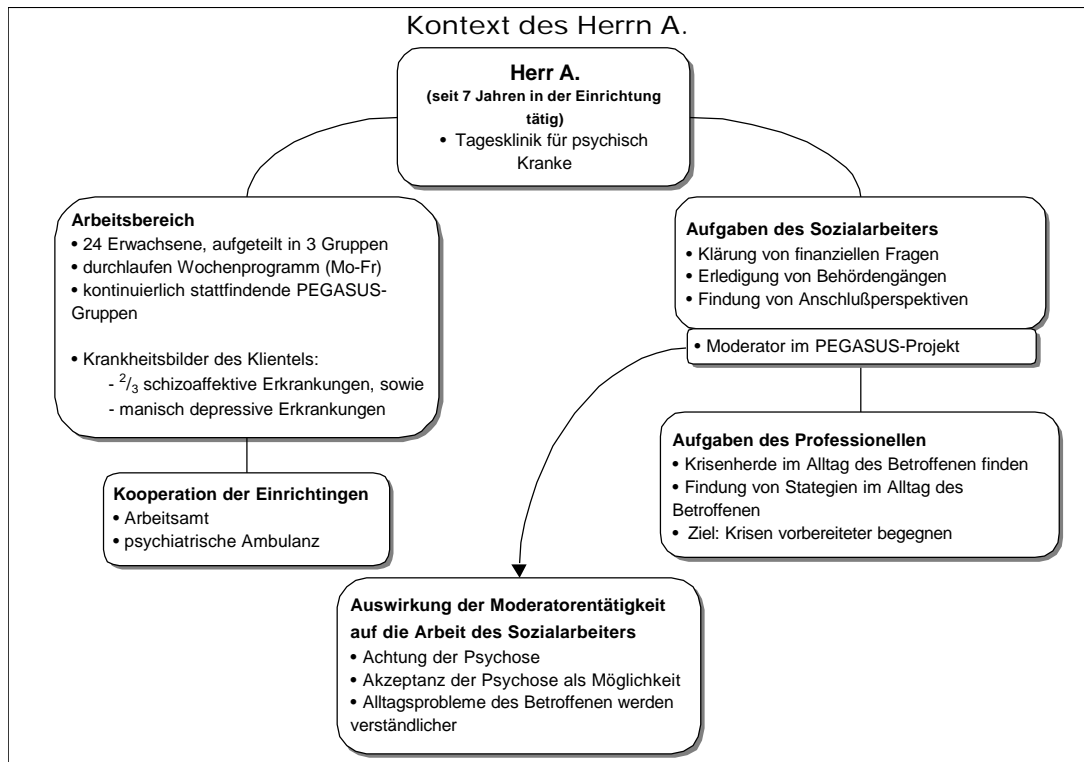 Kontext des Herrn A.
Herr A.
(seit 7 Jahren in der Einrichtung
tätig)
• Tagesklinik für psychisch
Kranke
Arbeitsbereich
• 24 Erwachsene, aufgeteilt in 3 Gruppen
• durchlaufen Wochenprogramm (Mo-Fr)
• kontinuierlich stattfindende PEGASUS-
Gruppen
• Krankheitsbilder des Klientels:
- 2/3 schizoaffektive Erkrankungen, sowie
- manisch depressive Erkrankungen
Aufgaben des Sozialarbeiters
• Klärung von finanziellen Fragen
• Erledigung von Behördengängen
• Findung von Anschlußperspektiven
• Moderator im PEGASUS-Projekt
Kooperation der Einrichtingen
• Arbeitsamt
• psychiatrische Ambulanz
Aufgaben des Professionellen
• Krisenherde im Alltag des Betroffenen finden
• Findung von Stategien im Alltag des
Betroffenen
• Ziel: Krisen vorbereiteter begegnen
Auswirkung der Moderatorentätigkeit
auf die Arbeit des Sozialarbeiters
• Achtung der Psychose
• Akzeptanz der Psychose als Möglichkeit
• Alltagsprobleme des Betroffenen werden
verständlicher